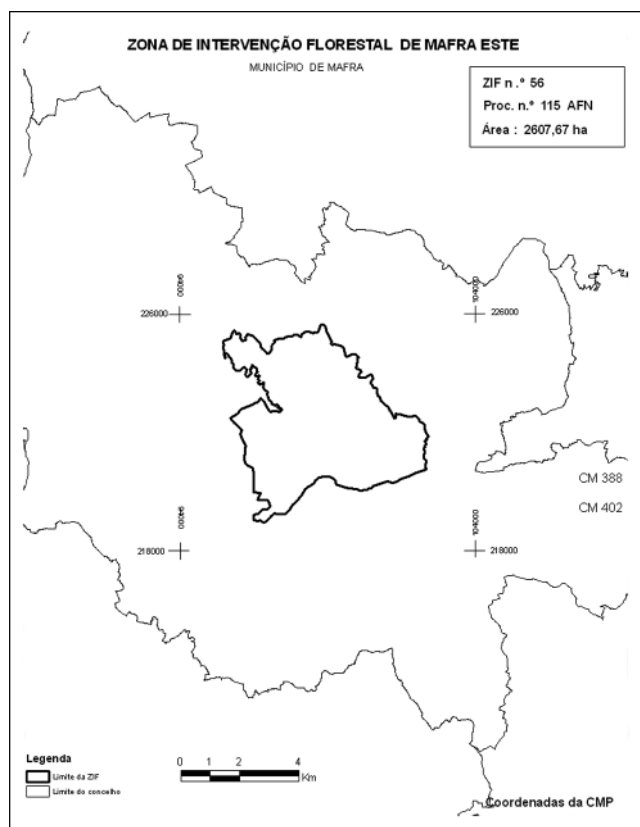 ZONA DE INTERVENÇÃO FLORESTAL DE MAFRA ESTE
MUNICÍPIO DE MAFRA
ZIF n.º 56
Proc. n.º 115 AFN
Área : 2607,67 ha
94000
104000
226000
226000
CM 388
CM 402
94000
104000
218000
218000
Legenda
Limite da ZIF
Limite do concelho
0 1 2 4
Km
Coordenadas da CMP